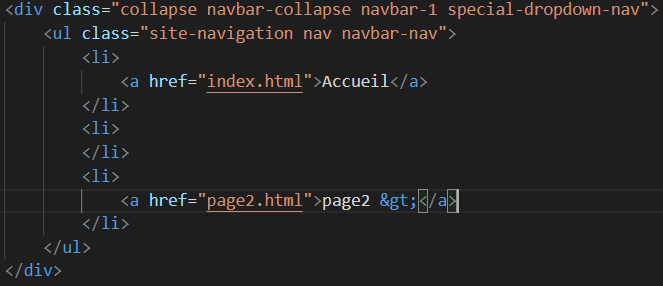 <div class="collapse navbar-collapse navbar-1 special-dropdown-nav">
<ul class="site-navigation nav navbar-nav">
<li>
<a href="index.html">Accueil</a>
</li>
<li>
</li>
<li>
<a href="page2.html">page2 &gt;</a>
</li>
</ul>
</div>